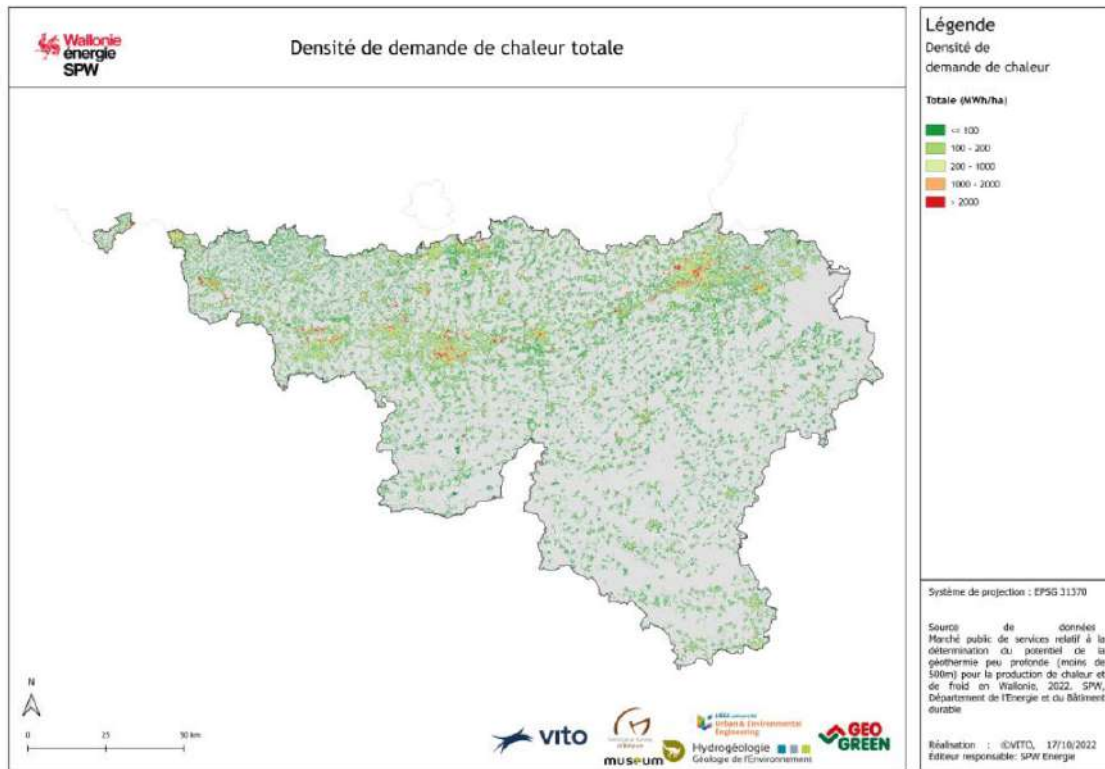 Wallonie
énergie
SPW
Densité de demande de chaleur totale
Légende
Densité de
demande de chaleur
Totale (MWh/ha)
<= 100
100 - 200
200 - 1000
1000 - 2000
> 2000
N
0 25 50 km
vito
museum
Urban & Environmental
Engineering
Hydrogéologie
Géologie de l'Environnement
GEO
GREEN
Système de projection : EPSG 31370
Source de données
Marché public de services relatif à la
détermination du potentiel de la
géothermie peu profonde (moins de
500m) pour la production de chaleur et
de froid en Wallonie, 2022. SPW,
Département de l'Energie et du Bâtiment
durable
Réalisation : ©VITO, 17/10/2022
Éditeur responsable: SPW Energie